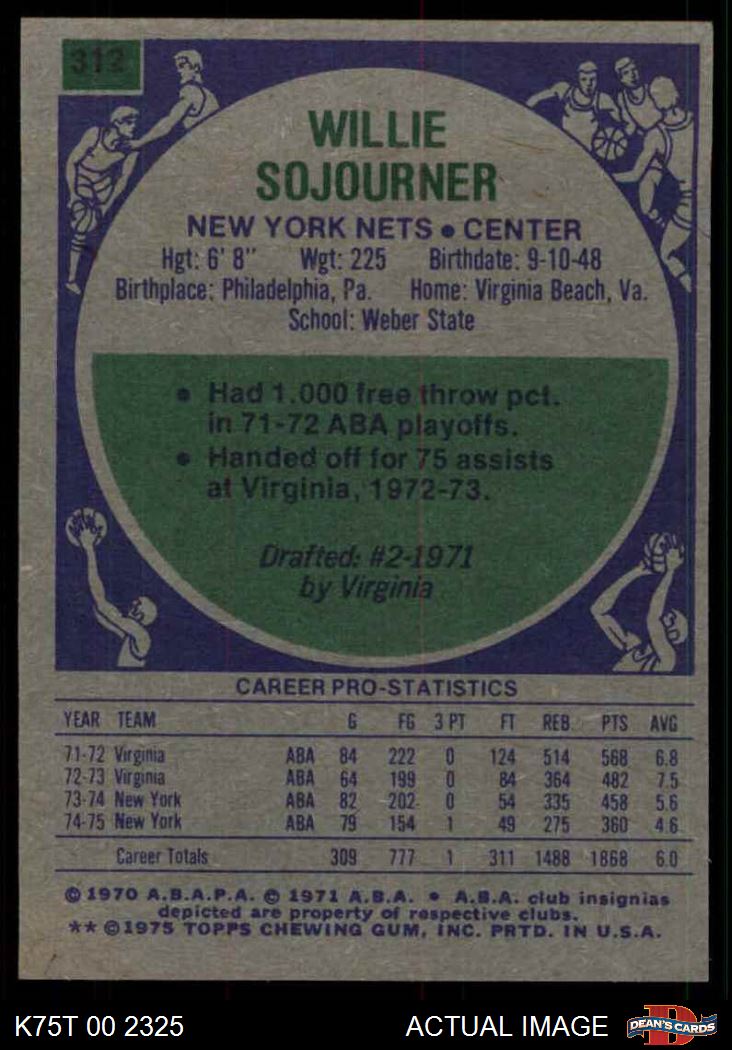 312
WILLIE
SOJOURNER
NEW YORK NETS • CENTER
Hgt: 6' 8" Wgt: 225 Birthdate: 9-10-48
Birthplace: Philadelphia, Pa. Home: Virginia Beach, Va.
School: Weber State
• Had 1.000 free throw pct.
in 71-72 ABA playoffs.
• Handed off for 75 assists
at Virginia, 1972-73.
Drafted: #2-1971
by Virginia
CAREER PRO-STATISTICS
YEAR TEAM G FG 3 PT FT REB PTS AVG
71-72 Virginia ABA 84 222 0 124 514 568 6.8
72-73 Virginia ABA 64 199 0 84 364 482 7.5
73-74 New York ABA 82 202 0 54 335 458 5.6
74-75 New York ABA 79 154 1 49 275 360 4.6
Career Totals 309 777 1 311 1488 1868 6.0
© 1970 A.B.A.P.A. © 1971 A.B.A. • A.B.A. club insignias
depicted are property of respective clubs.
** © 1975 TOPPS CHEWING GUM, INC. PRTD. IN U.S.A.
K75T 00 2325 ACTUAL IMAGE D DEAN'S CARDS